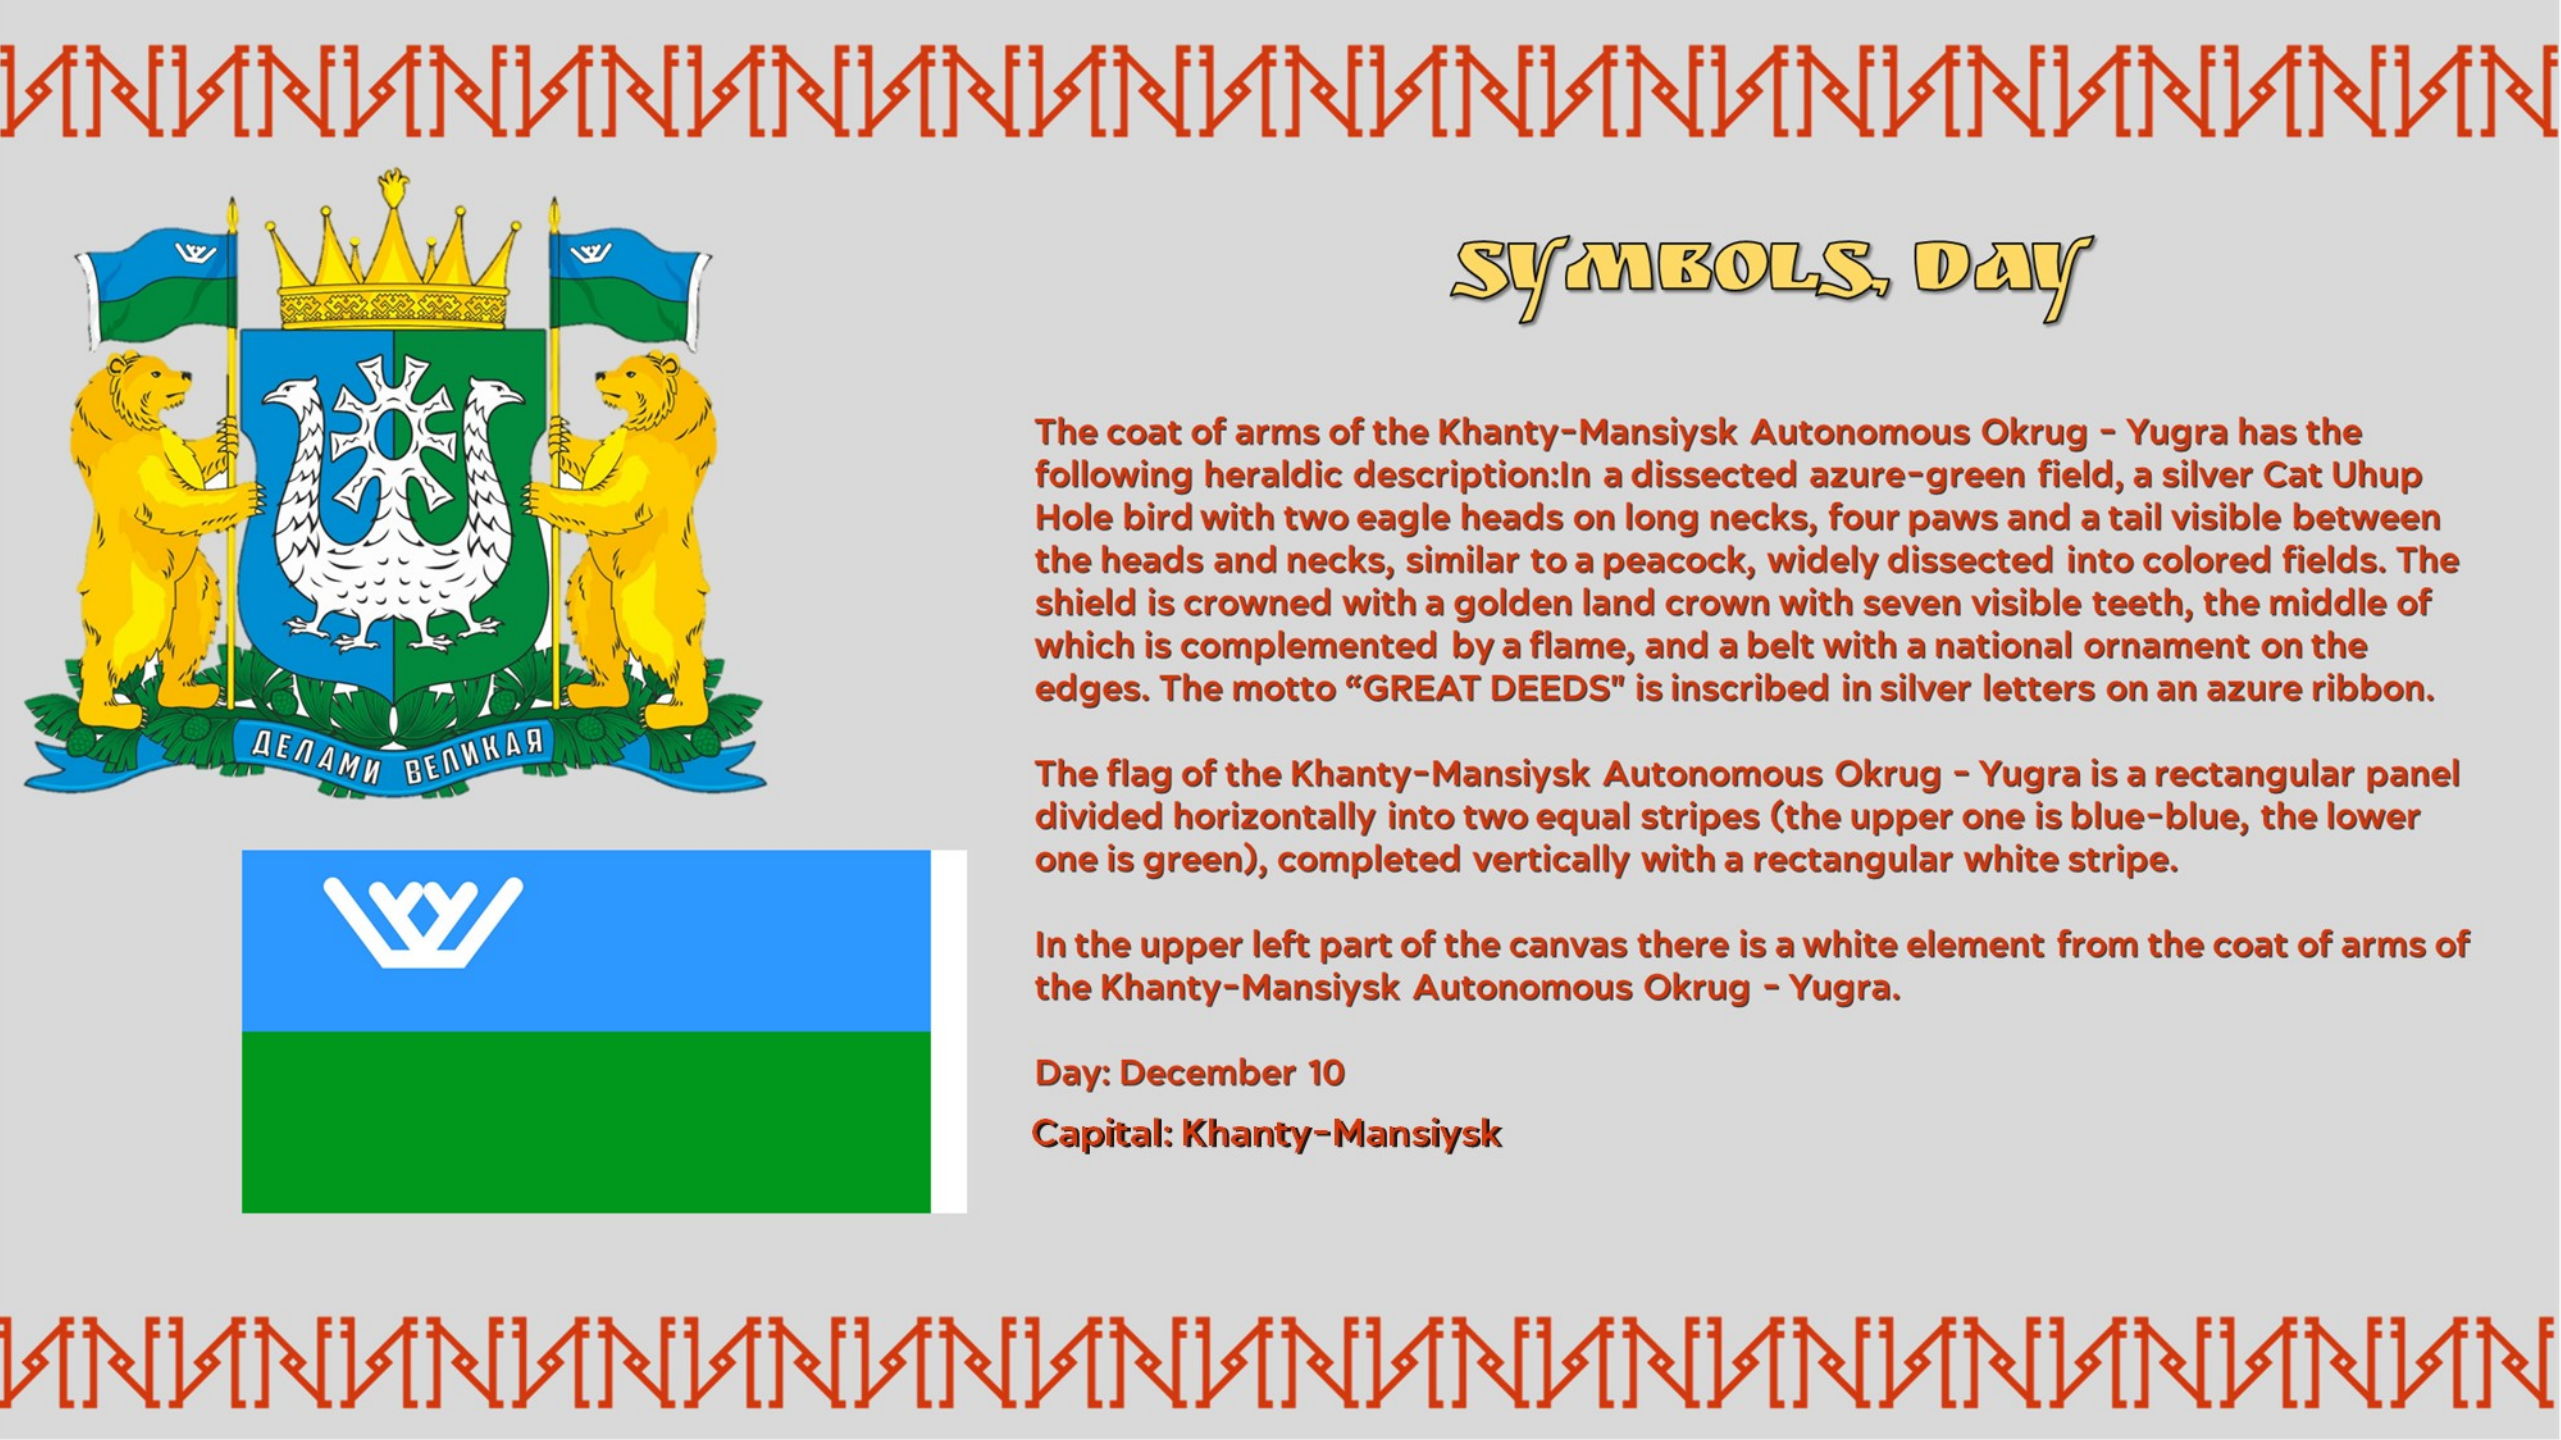 SYMBOLS, DAY
The coat of arms of the Khanty-Mansiysk Autonomous Okrug - Yugra has the
following heraldic description:In a dissected azure-green field, a silver Cat Uhup
Hole bird with two eagle heads on long necks, four paws and a tail visible between
the heads and necks, similar to a peacock, widely dissected into colored fields. The
shield is crowned with a golden land crown with seven visible teeth, the middle of
which is complemented by a flame, and a belt with a national ornament on the
edges. The motto “GREAT DEEDS" is inscribed in silver letters on an azure ribbon.
The flag of the Khanty-Mansiysk Autonomous Okrug - Yugra is a rectangular panel
divided horizontally into two equal stripes (the upper one is blue-blue, the lower
one is green), completed vertically with a rectangular white stripe.
In the upper left part of the canvas there is a white element from the coat of arms of
the Khanty-Mansiysk Autonomous Okrug - Yugra.
Day: December 10
Capital: Khanty-Mansiysk
ДЕЛАМИ ВЕЛИКАЯ